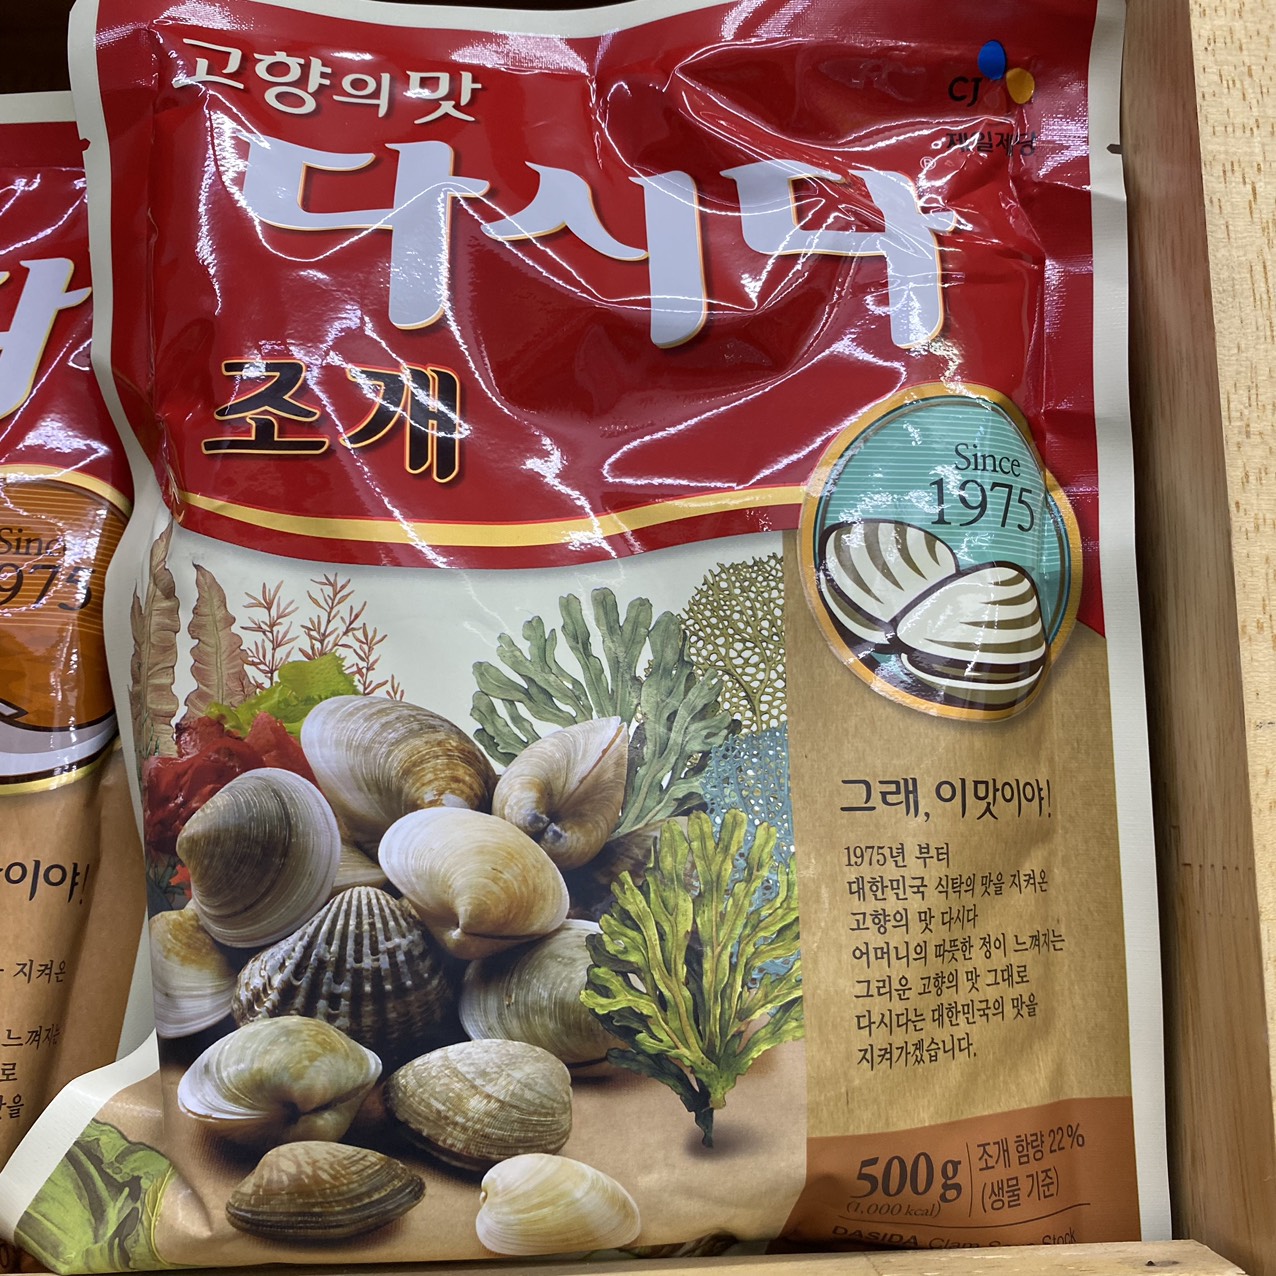 고향의 맛
CJ
제일제당
다시다
®
조개
Since
1975
그래, 이맛이야!
1975년 부터
대한민국 식탁의 맛을 지켜온
고향의 맛 다시다
어머니의 따뜻한 정이 느껴지는
그리운 고향의 맛 그대로
다시다는 대한민국의 맛을
지켜가겠습니다.
500g
(1,000 kcal)
조개 함량 22%
(생물 기준)
DASIDA Clam Soup Stock
Since
1975
이야!
지켜온
느껴지는